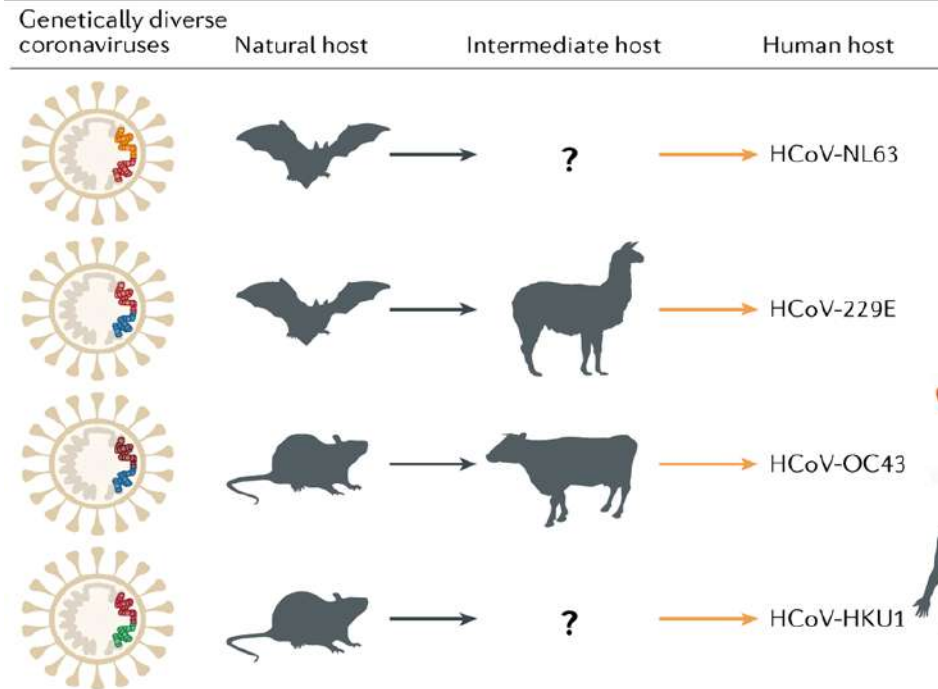 Genetically diverse
coronaviruses
Natural host
Intermediate host
Human host
?
HCoV-NL63
HCoV-229E
HCoV-OC43
?
HCoV-HKU1